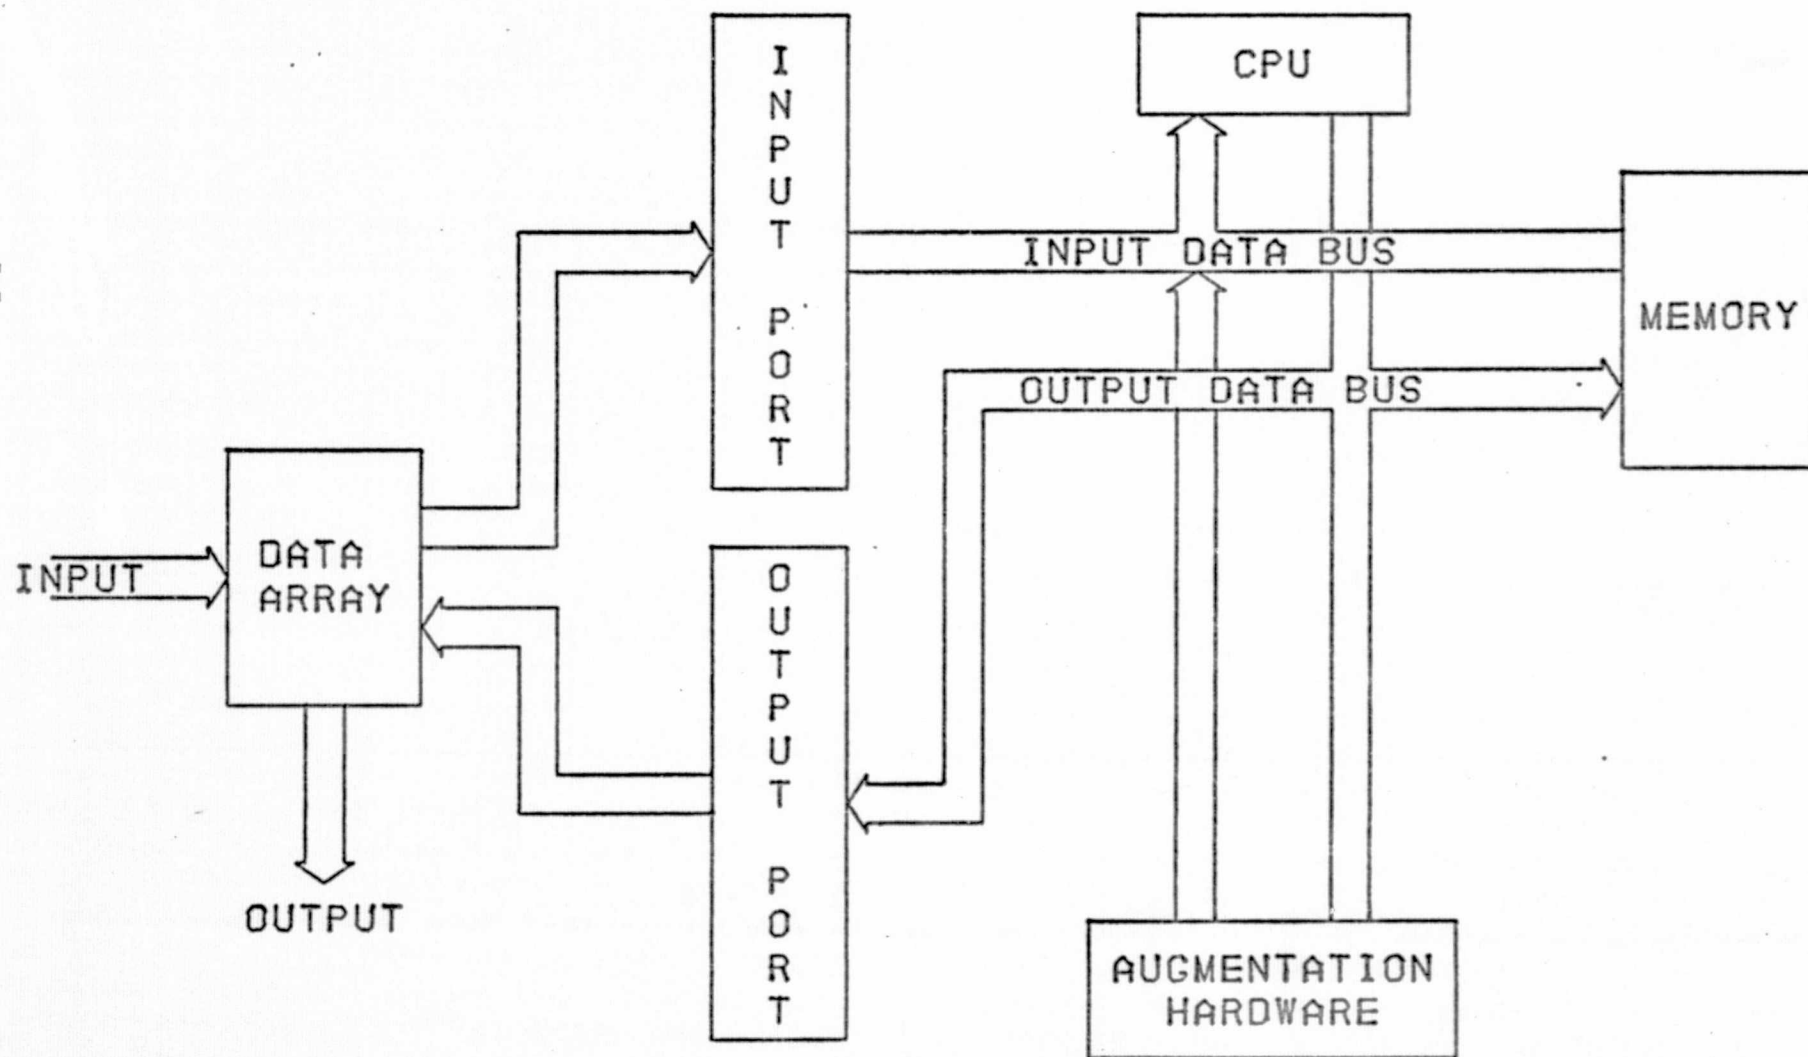 INPUT PORT
CPU
INPUT DATA BUS
MEMORY
OUTPUT DATA BUS
INPUT
DATA
ARRAY
OUTPUT PORT
OUTPUT
AUGMENTATION
HARDWARE